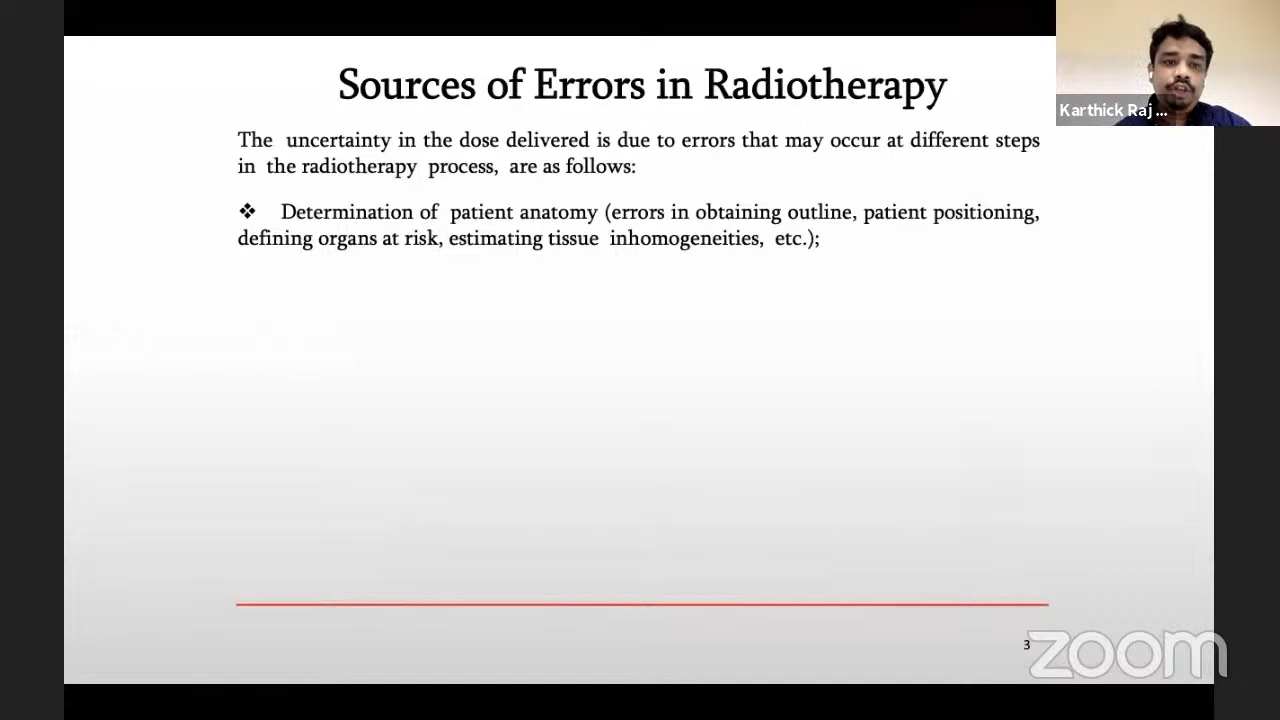 Sources of Errors in Radiotherapy
Karthick Raj ...
The uncertainty in the dose delivered is due to errors that may occur at different steps
in the radiotherapy process, are as follows:
❖ Determination of patient anatomy (errors in obtaining outline, patient positioning,
defining organs at risk, estimating tissue inhomogeneities, etc.);
3
zoom